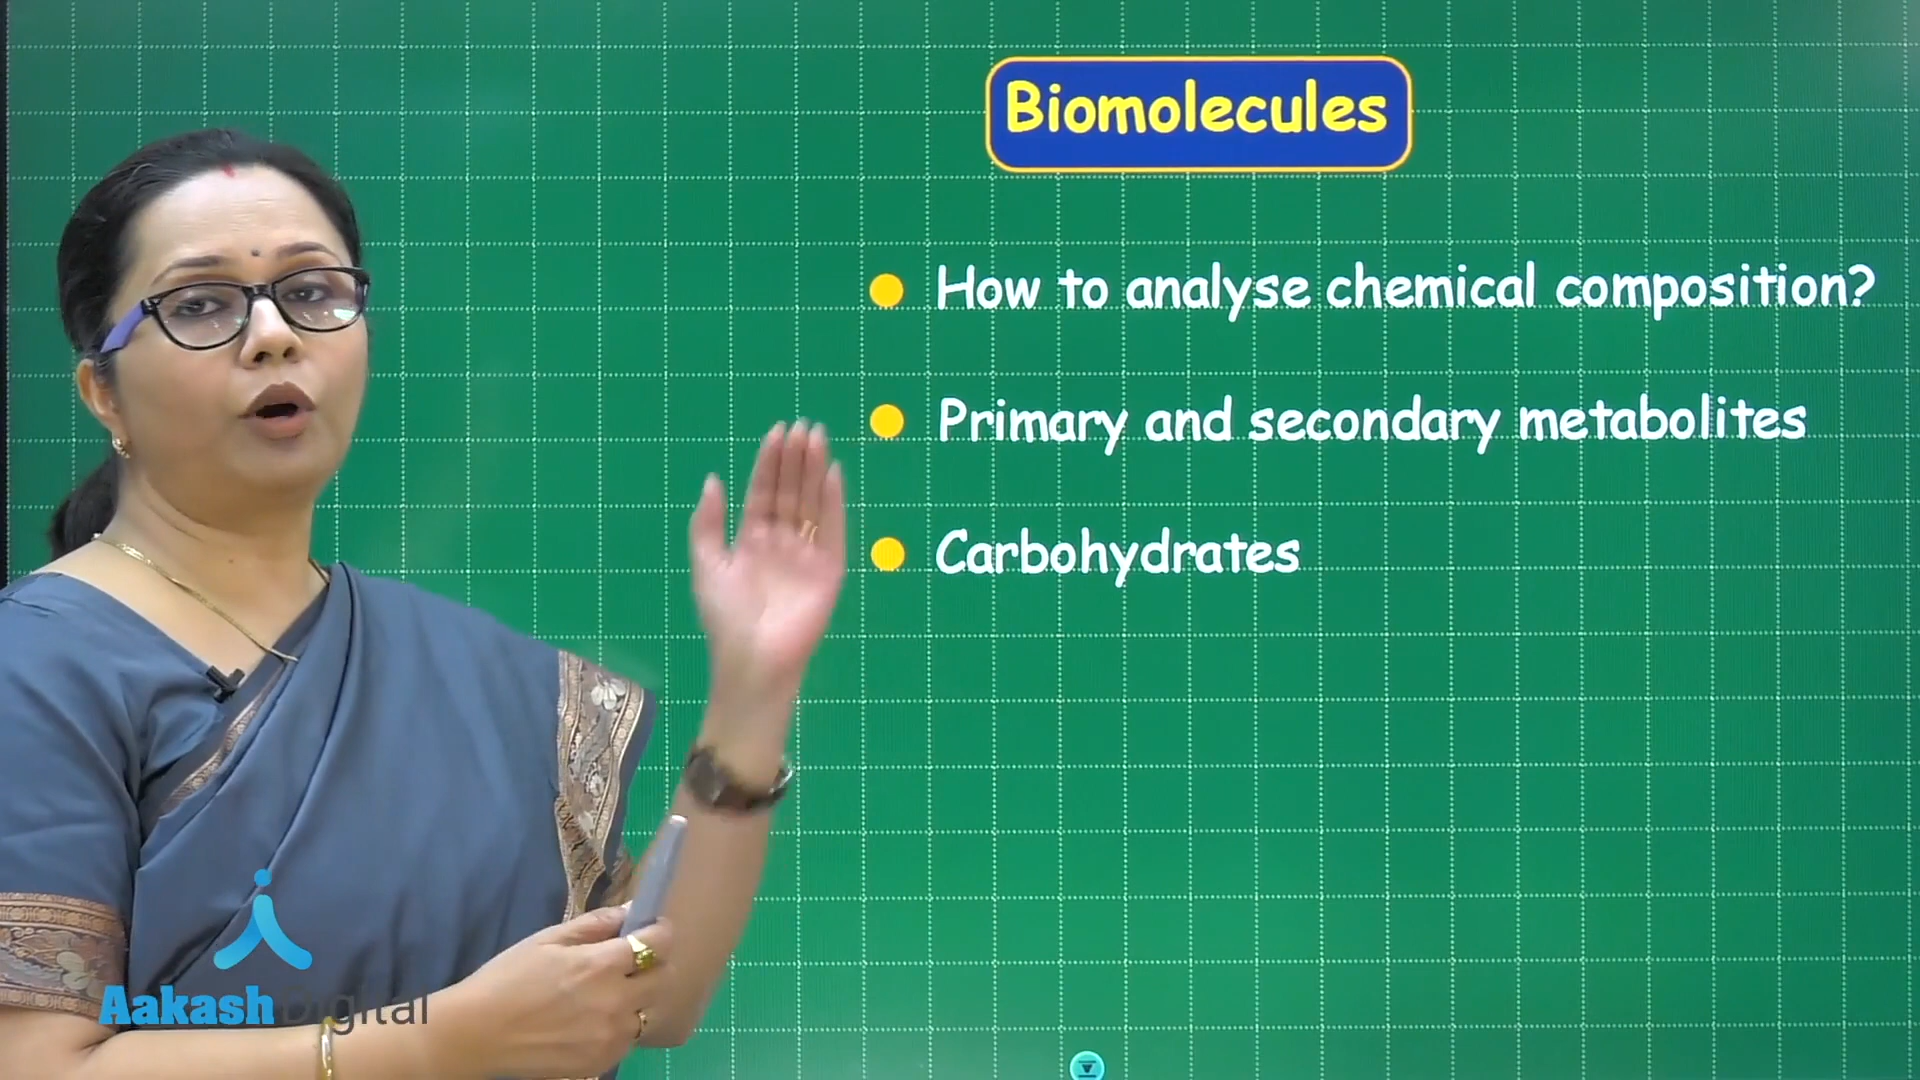 Biomolecules
How to analyse chemical composition?
Primary and secondary metabolites
Carbohydrates
Aakash Digital